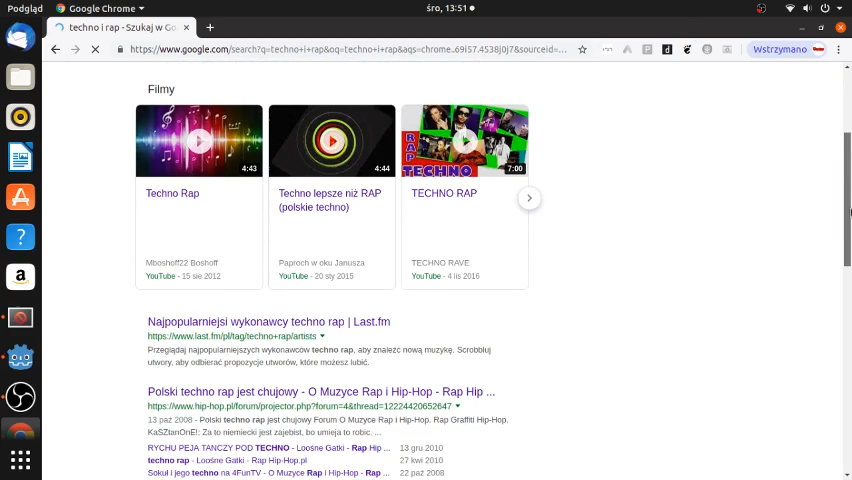 Podgląd
Google Chrome
śro, 13:51
techno i rap - Szukaj w Go
https://www.google.com/search?q=techno+i+rap&oq=techno+i+rap&aqs=chrome..69i57.4538j0j7&sourceid=...
Wstrzymano
Filmy
4:43
4:44
RAP
TECHNO
7:00
Techno Rap
Techno lepsze niż RAP
(polskie techno)
TECHNO RAP
Mboshoff22 Boshoff
YouTube - 15 sie 2012
Paproch w oku Janusza
YouTube - 20 sty 2015
TECHNO RAVE
YouTube - 4 lis 2016
Najpopularniejsi wykonawcy techno rap | Last.fm
https://www.last.fm/pl/tag/techno+rap/artists
Przeglądaj najpopularniejszych wykonawców techno rap, aby znaleźć nową muzykę. Scrobbluj
utwory, aby odbierać propozycje utworów, które możesz lubić.
Polski techno rap jest chujowy - O Muzyce Rap i Hip-Hop - Rap Hip ...
https://www.hip-hop.pl/forum/projector.php?forum=4&thread=12224420652647
13 paź 2008 - Polski techno rap jest chujowy Forum O Muzyce Rap i Hip-Hop. Rap Graffiti Hip-Hop.
KaSZtanOnE!: Za to niemiecki jest zajebist, bo umieja to robic. ...
RYCHU PEJA TANCZY POD TECHNO - Loośne Gatki - Rap Hip ... 13 gru 2010
techno rap - Loośne Gatki - Rap Hip-Hop.pl 27 kwi 2010
Sokuł i jego techno na 4FunTV - O Muzyce Rap i Hip-Hop - Rap ... 22 paź 2008